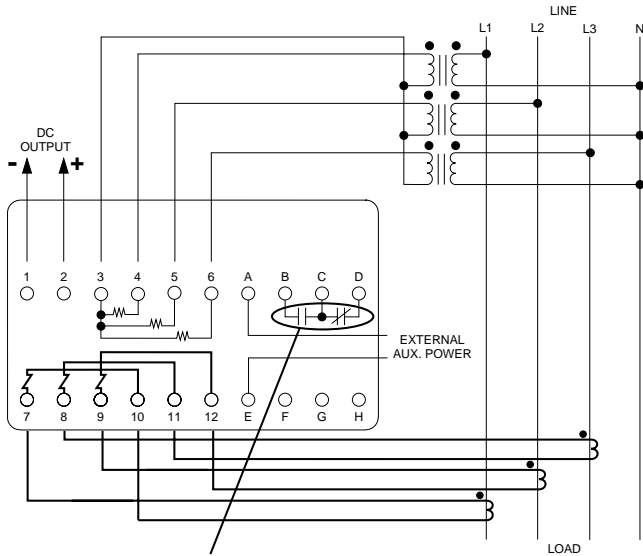 LINE
L1 L2 L3 N
DC
OUTPUT
- +
1 2 3 4 5 6 A B C D
EXTERNAL
AUX. POWER
7 8 9 10 11 12 E F G H
LOAD